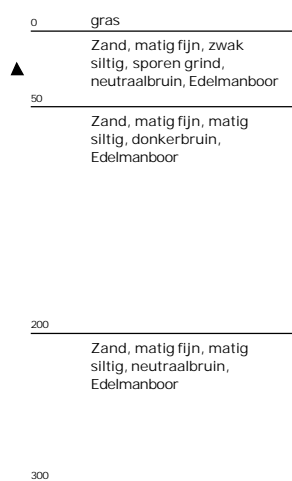 0 gras
Zand, matig fijn, zwak
siltig, sporen grind,
neutraalbruin, Edelmanboor
50
Zand, matig fijn, matig
siltig, donkerbruin,
Edelmanboor
200
Zand, matig fijn, matig
siltig, neutraalbruin,
Edelmanboor
300